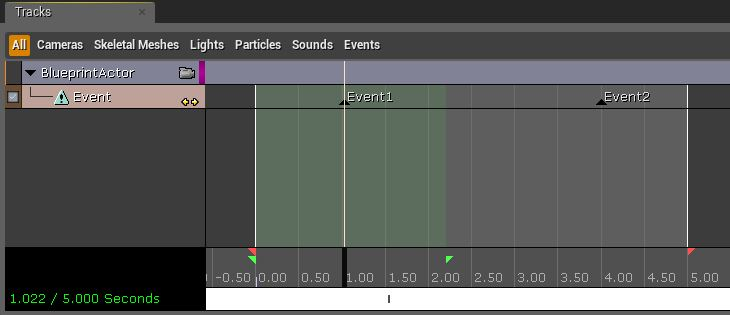 Tracks
All Cameras Skeletal Meshes Lights Particles Sounds Events
BlueprintActor
Event Event1 Event2
-0.50 0.00 0.50 1.00 1.50 2.00 2.50 3.00 3.50 4.00 4.50 5.00
1.022 / 5.000 Seconds